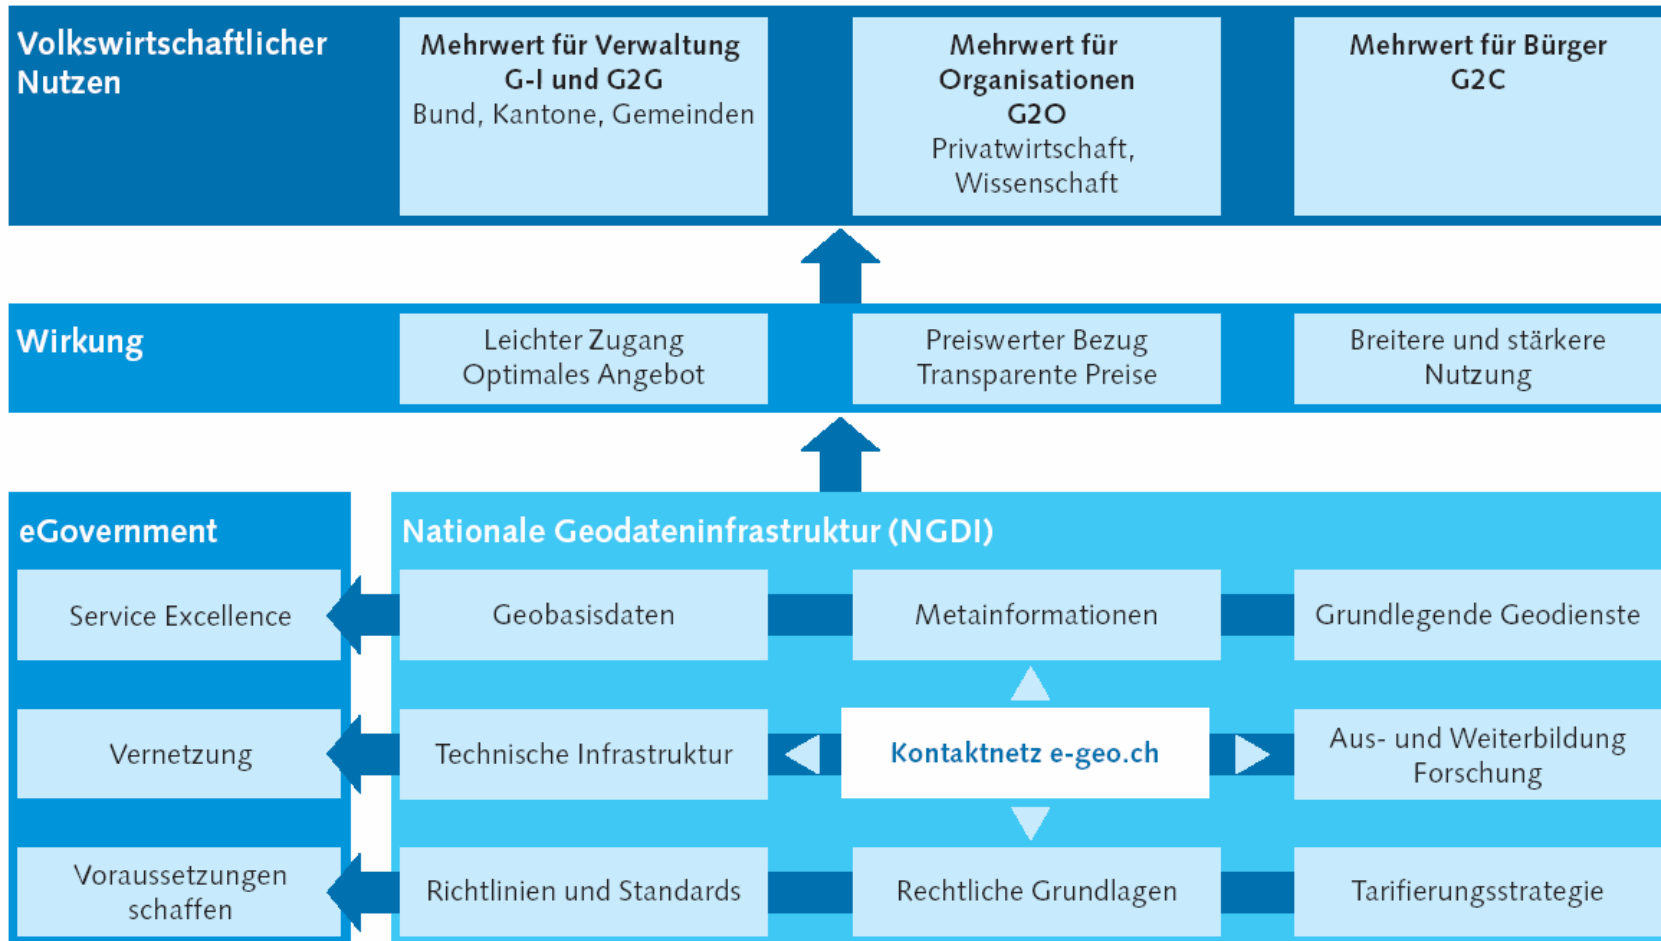 Volkswirtschaftlicher
Nutzen
Mehrwert für Verwaltung
G-I und G2G
Bund, Kantone, Gemeinden
Mehrwert für
Organisationen
G2O
Privatwirtschaft,
Wissenschaft
Mehrwert für Bürger
G2C
Wirkung
Leichter Zugang
Optimales Angebot
Preiswerter Bezug
Transparente Preise
Breitere und stärkere
Nutzung
eGovernment
Nationale Geodateninfrastruktur (NGDI)
Service Excellence
Geobasisdaten
Metainformationen
Grundlegende Geodienste
Vernetzung
Technische Infrastruktur
Kontaktnetz e-geo.ch
Aus- und Weiterbildung
Forschung
Voraussetzungen
schaffen
Richtlinien und Standards
Rechtliche Grundlagen
Tarifierungsstrategie